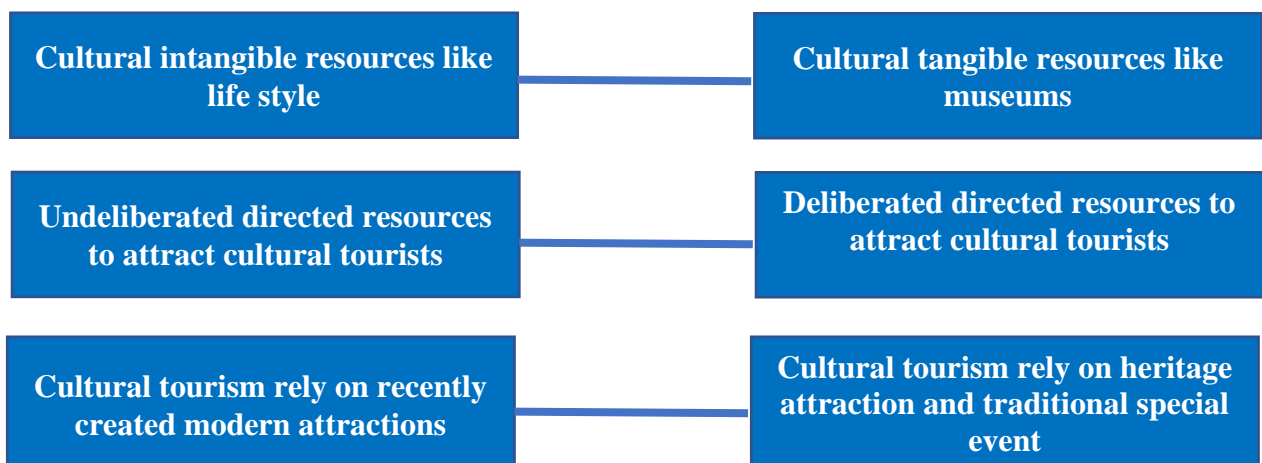 Cultural intangible resources like
life style
Cultural tangible resources like
museums
Undeliberated directed resources
to attract cultural tourists
Deliberated directed resources to
attract cultural tourists
Cultural tourism rely on recently
created modern attractions
Cultural tourism rely on heritage
attraction and traditional special
event